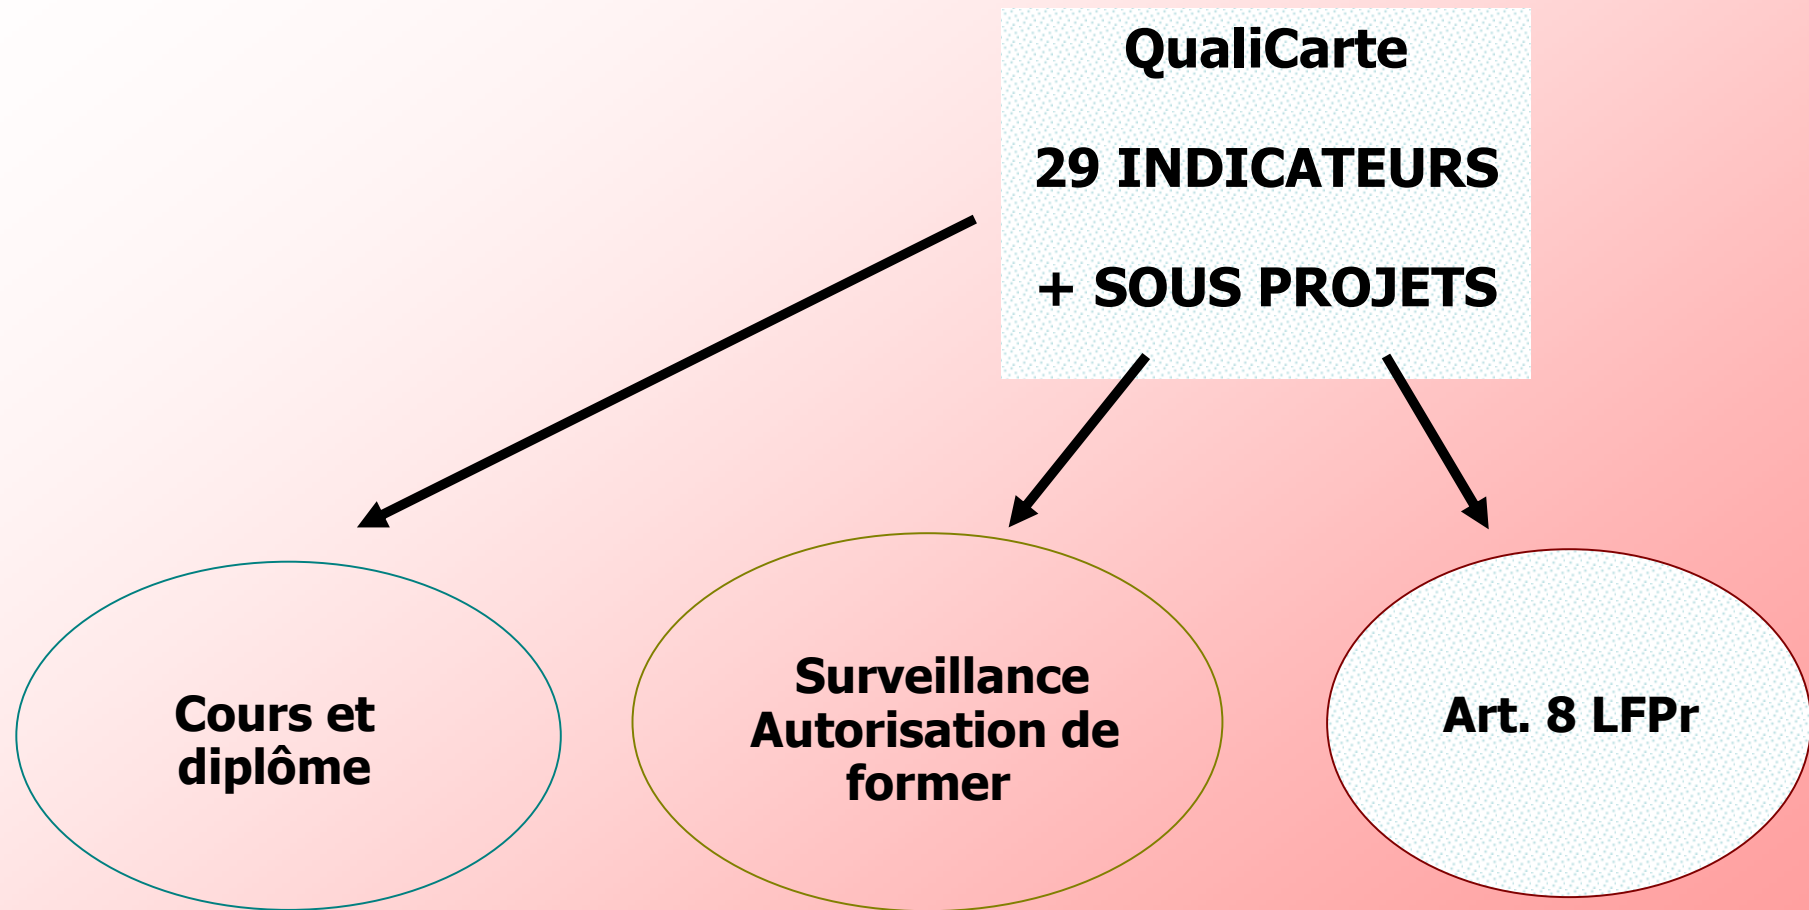 QualiCarte
29 INDICATEURS
+ SOUS PROJETS
Cours et
diplôme
Surveillance
Autorisation de
former
Art. 8 LFPr